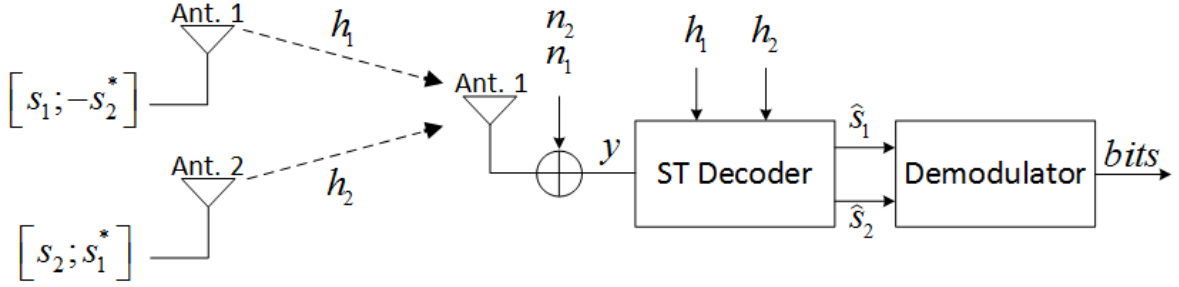 Ant. 1
h₁
n₂
n₁
h₁
h₂
[s₁; −s₂*]
Ant. 1
y
ST Decoder
ŝ₁
ŝ₂
Demodulator
bits
Ant. 2
h₂
[s₂; s₁*]